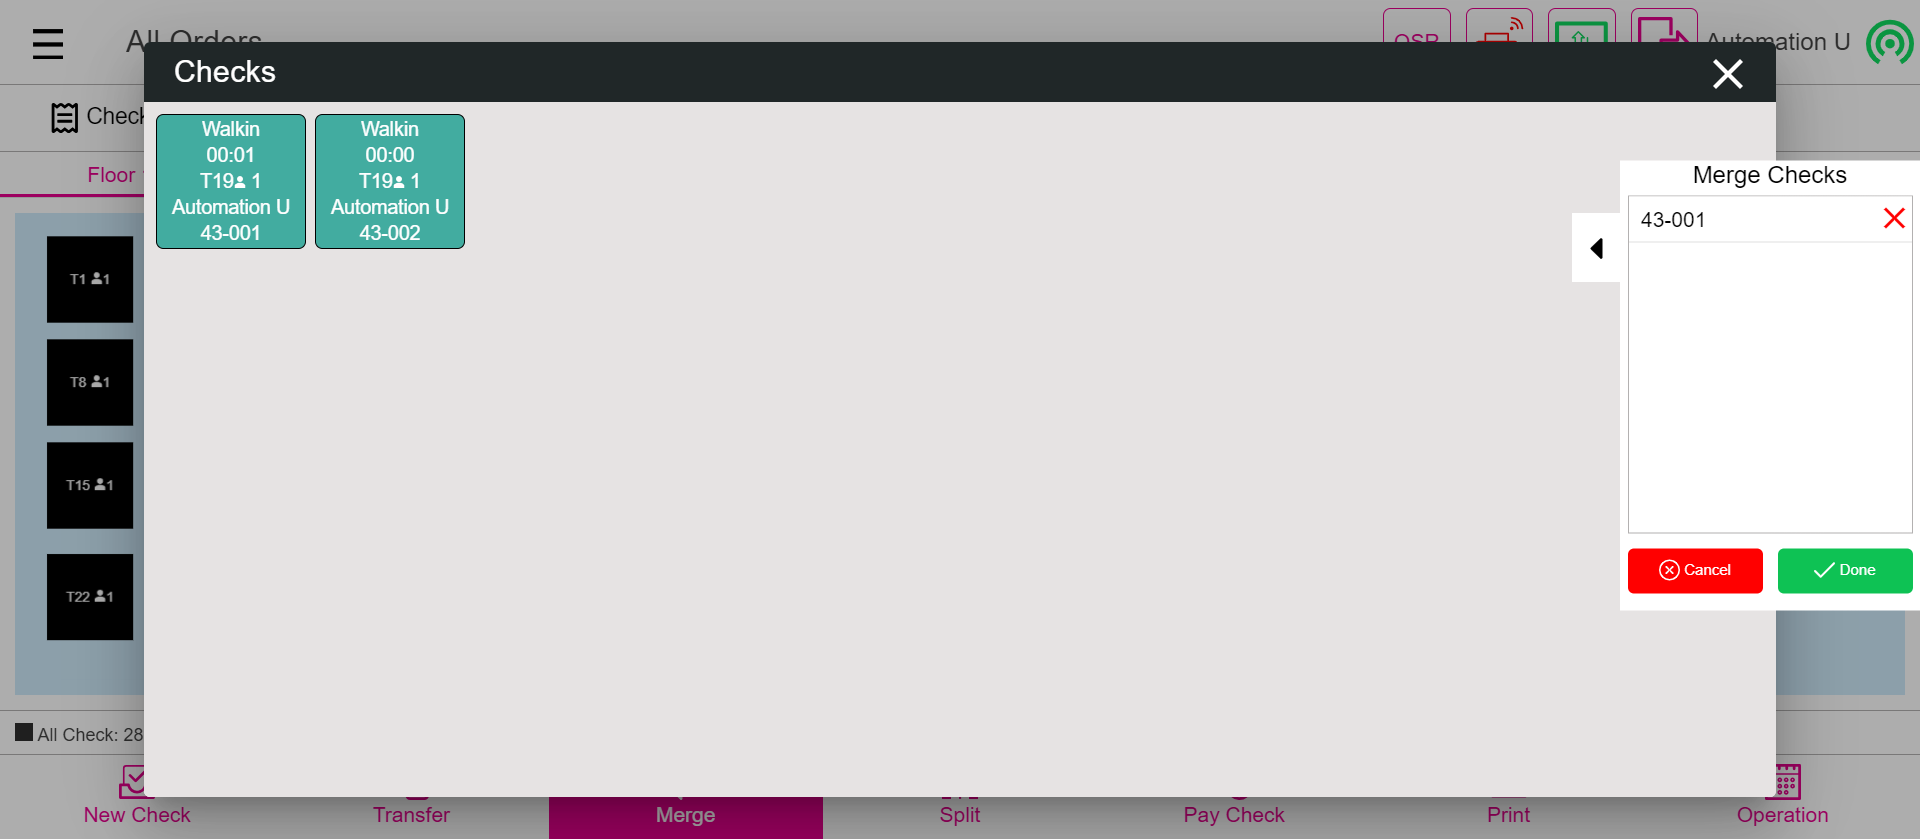 All Orders
OSR
Automation U
Checks
Check
Floor
Walkin
00:01
T19 1
Automation U
43-001
Walkin
00:00
T19 1
Automation U
43-002
Merge Checks
43-001
Cancel
Done
T1 1
T8 1
T15 1
T22 1
All Check: 28
New Check
Transfer
Merge
Split
Pay Check
Print
Operation